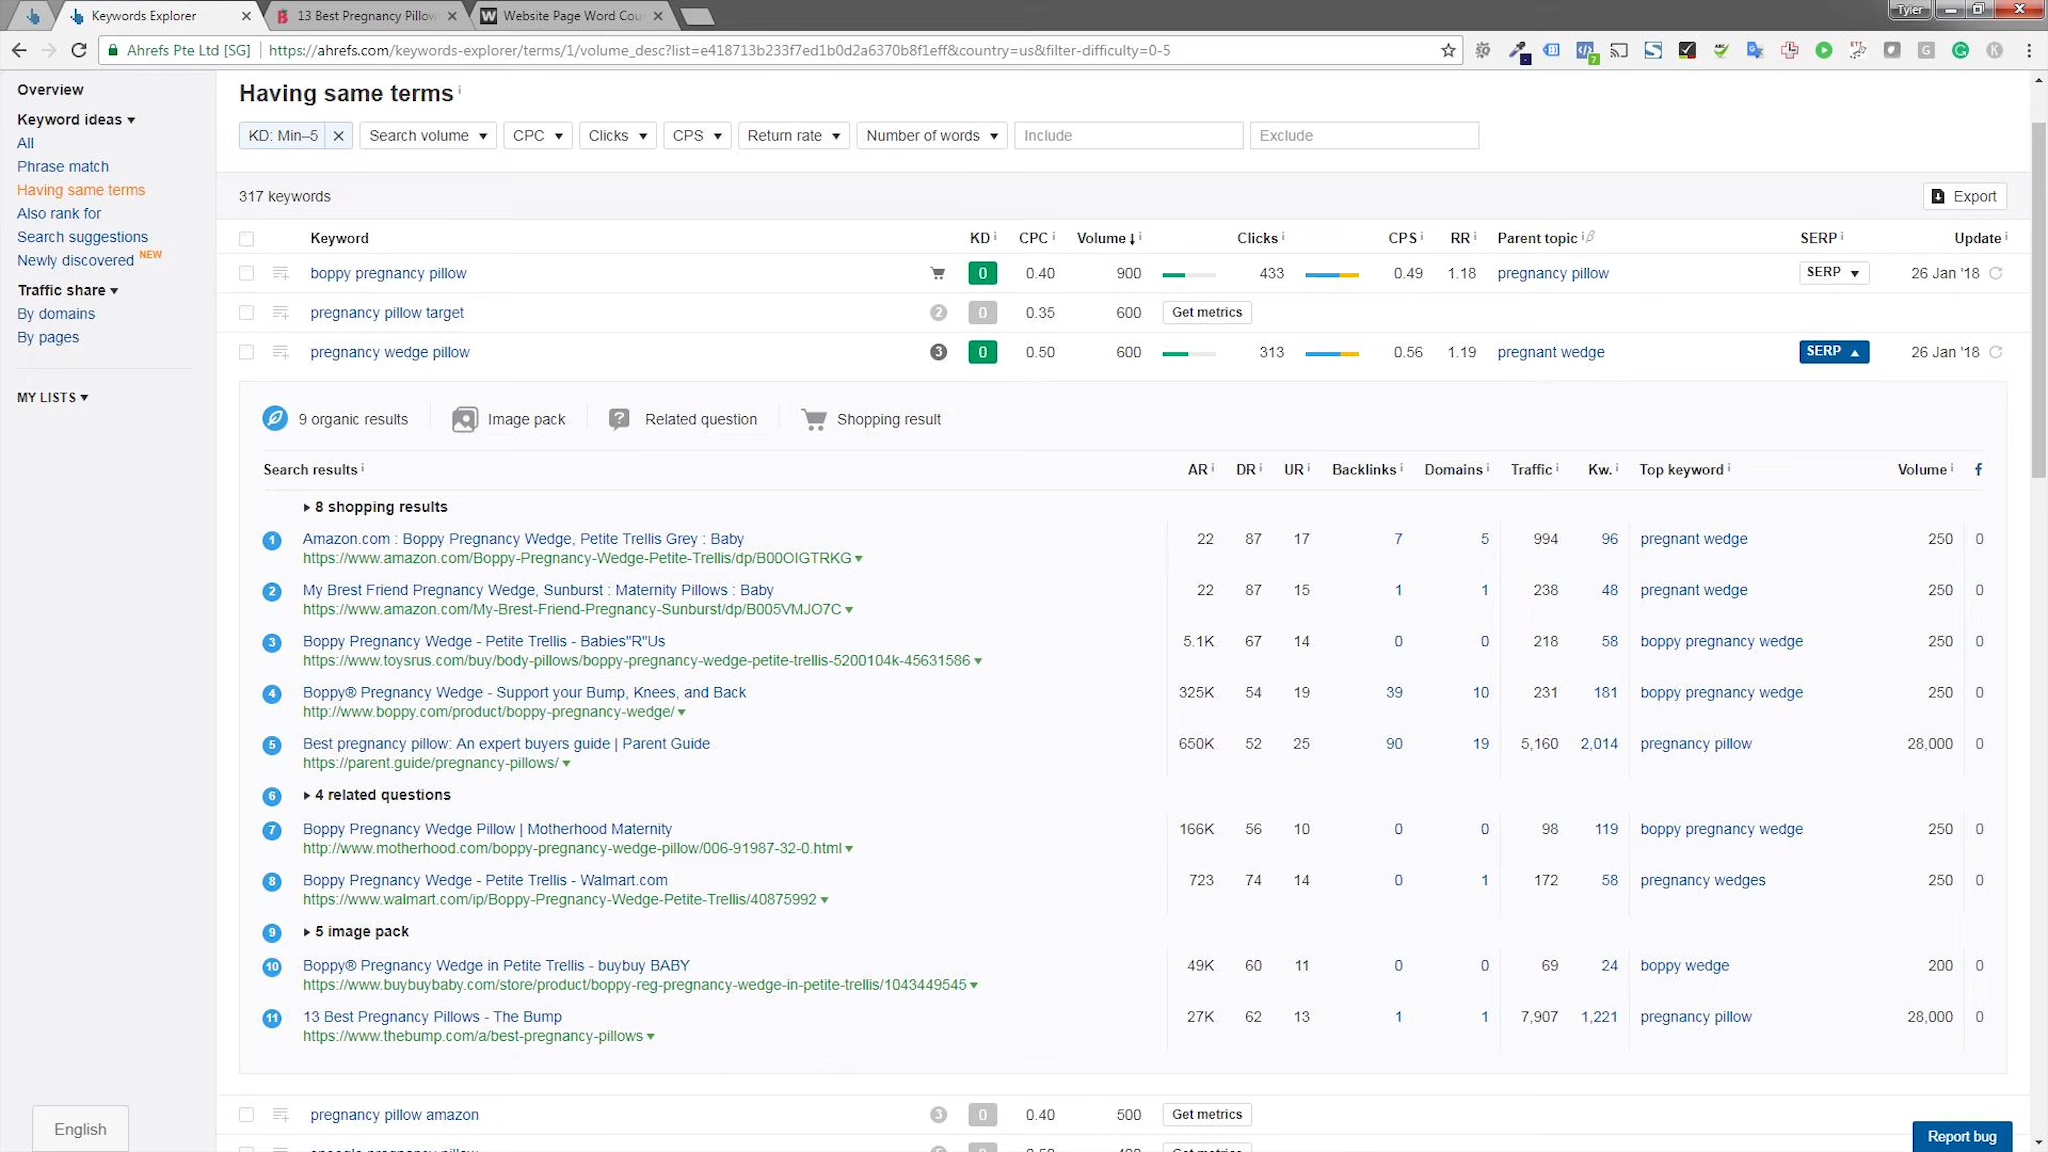 Keywords Explorer
13 Best Pregnancy Pillow
Website Page Word Cou
Tyler
Ahrefs Pte Ltd [SG] https://ahrefs.com/keywords-explorer/terms/1/volume_desc?list=e418713b233f7ed1b0d2a6370b8f1eff&country=us&filter-difficulty=0-5
Overview
Keyword ideas
All
Phrase match
Having same terms
Also rank for
Search suggestions
Newly discovered NEW
Traffic share
By domains
By pages
MY LISTS
English
Having same terms
KD: Min–5 Search volume CPC Clicks CPS Return rate Number of words Include Exclude
317 keywords Export
Keyword KD CPC Volume Clicks CPS RR Parent topic SERP Update
boppy pregnancy pillow 0 0.40 900 433 0.49 1.18 pregnancy pillow SERP 26 Jan '18
pregnancy pillow target 2 0 0.35 600 Get metrics
pregnancy wedge pillow 3 0 0.50 600 313 0.56 1.19 pregnant wedge SERP 26 Jan '18
9 organic results Image pack Related question Shopping result
Search results AR DR UR Backlinks Domains Traffic Kw. Top keyword Volume f
8 shopping results
1 Amazon.com : Boppy Pregnancy Wedge, Petite Trellis Grey : Baby 22 87 17 7 5 994 96 pregnant wedge 250 0
https://www.amazon.com/Boppy-Pregnancy-Wedge-Petite-Trellis/dp/B00OIGTRKG
2 My Brest Friend Pregnancy Wedge, Sunburst : Maternity Pillows : Baby 22 87 15 1 1 238 48 pregnant wedge 250 0
https://www.amazon.com/My-Brest-Friend-Pregnancy-Sunburst/dp/B005VMJO7C
3 Boppy Pregnancy Wedge - Petite Trellis - Babies"R"Us 5.1K 67 14 0 0 218 58 boppy pregnancy wedge 250 0
https://www.toysrus.com/buy/body-pillows/boppy-pregnancy-wedge-petite-trellis-5200104k-45631586
4 Boppy® Pregnancy Wedge - Support your Bump, Knees, and Back 325K 54 19 39 10 231 181 boppy pregnancy wedge 250 0
http://www.boppy.com/product/boppy-pregnancy-wedge/
5 Best pregnancy pillow: An expert buyers guide | Parent Guide 650K 52 25 90 19 5,160 2,014 pregnancy pillow 28,000 0
https://parent.guide/pregnancy-pillows/
6 4 related questions
7 Boppy Pregnancy Wedge Pillow | Motherhood Maternity 166K 56 10 0 0 98 119 boppy pregnancy wedge 250 0
http://www.motherhood.com/boppy-pregnancy-wedge-pillow/006-91987-32-0.html
8 Boppy Pregnancy Wedge - Petite Trellis - Walmart.com 723 74 14 0 1 172 58 pregnancy wedges 250 0
https://www.walmart.com/ip/Boppy-Pregnancy-Wedge-Petite-Trellis/40875992
9 5 image pack
10 Boppy® Pregnancy Wedge in Petite Trellis - buybuy BABY 49K 60 11 0 0 69 24 boppy wedge 200 0
https://www.buybuybaby.com/store/product/boppy-reg-pregnancy-wedge-in-petite-trellis/1043449545
11 13 Best Pregnancy Pillows - The Bump 27K 62 13 1 1 7,907 1,221 pregnancy pillow 28,000 0
https://www.thebump.com/a/best-pregnancy-pillows
pregnancy pillow amazon 3 0 0.40 500 Get metrics
Report bug